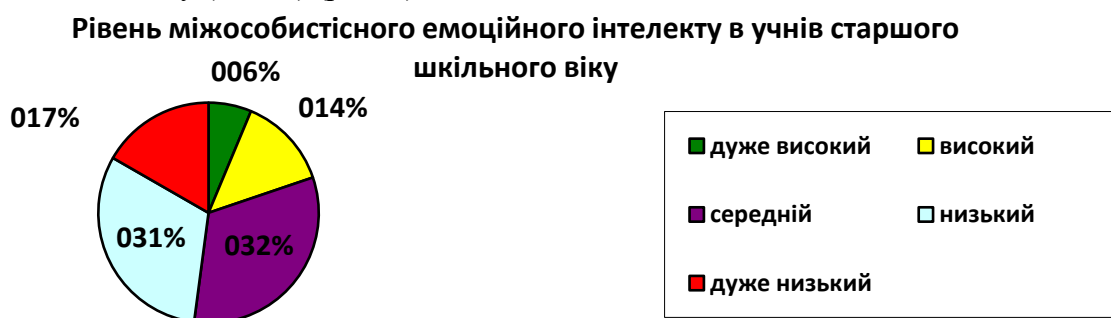 Рівень міжособистісного емоційного інтелекту в учнів старшого
шкільного віку
006%
014%
017%
031%
032%
дуже високий
високий
середній
низький
дуже низький